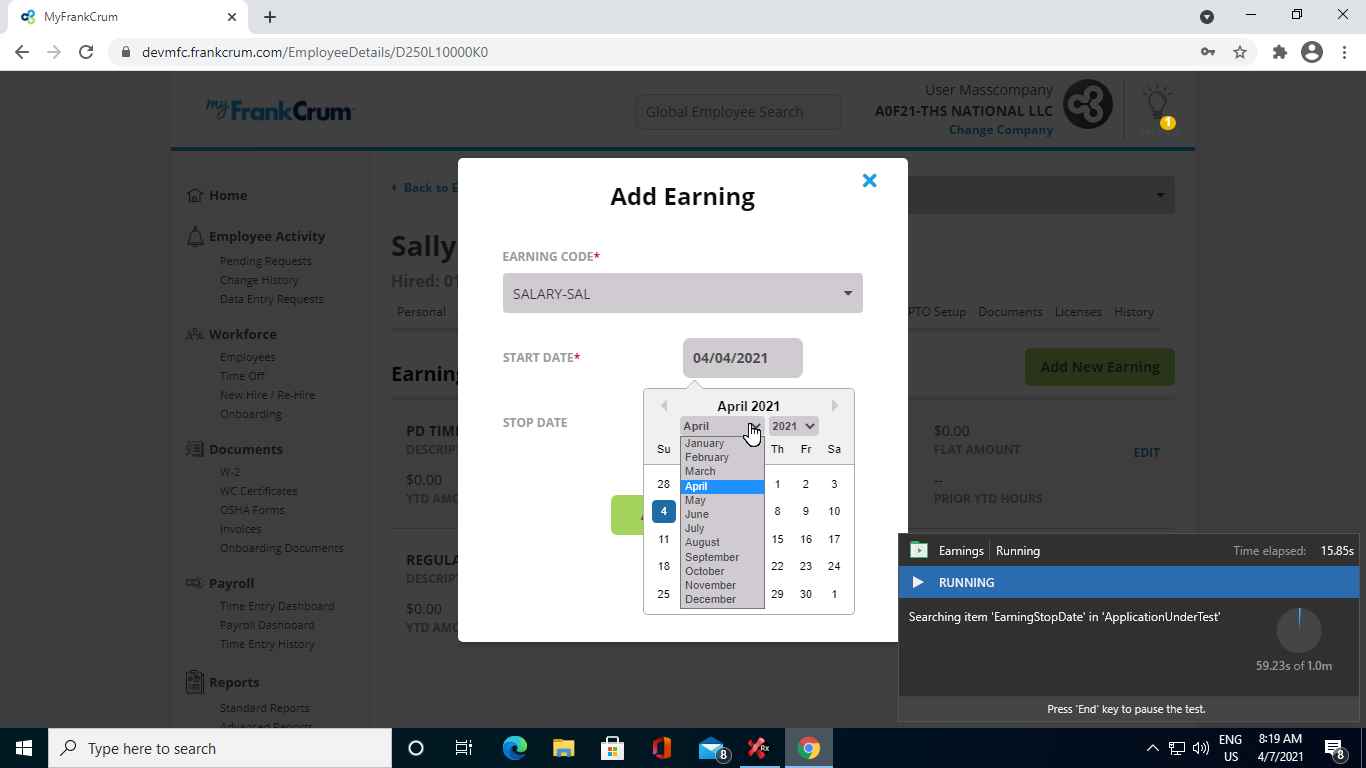 MyFrankCrum
devmfc.frankcrum.com/EmployeeDetails/D250L10000K0
my FrankCrum
Global Employee Search
User Masscompany
A0F21-THS NATIONAL LLC
Change Company
1
Home
Employee Activity
Pending Requests
Change History
Data Entry Requests
Workforce
Employees
Time Off
New Hire / Re-Hire
Onboarding
Documents
W-2
WC Certificates
OSHA Forms
Invoices
Onboarding Documents
Payroll
Time Entry Dashboard
Payroll Dashboard
Time Entry History
Reports
Standard Reports
Advanced Reports
Back to E
Sally
Hired: 01
Personal
PTO Setup Documents Licenses History
Earning
Add New Earning
PD TIM
DESCRIP
$0.00
YTD AMO
$0.00
FLAT AMOUNT
EDIT
--
PRIOR YTD HOURS
REGULA
DESCRIP
$0.00
YTD AMO
Add Earning
EARNING CODE*
SALARY-SAL
START DATE*
04/04/2021
STOP DATE
April 2021
April 2021
Su Th Fr Sa
28 1 2 3
4 8 9 10
11 15 16 17
18 22 23 24
25 29 30 1
January
February
March
April
May
June
July
August
September
October
November
December
Earnings Running
Time elapsed: 15.85s
RUNNING
Searching item 'EarningStopDate' in 'ApplicationUnderTest'
59.23s of 1.0m
Press 'End' key to pause the test.
Type here to search
8
Rx
ENG
US
8:19 AM
4/7/2021
8